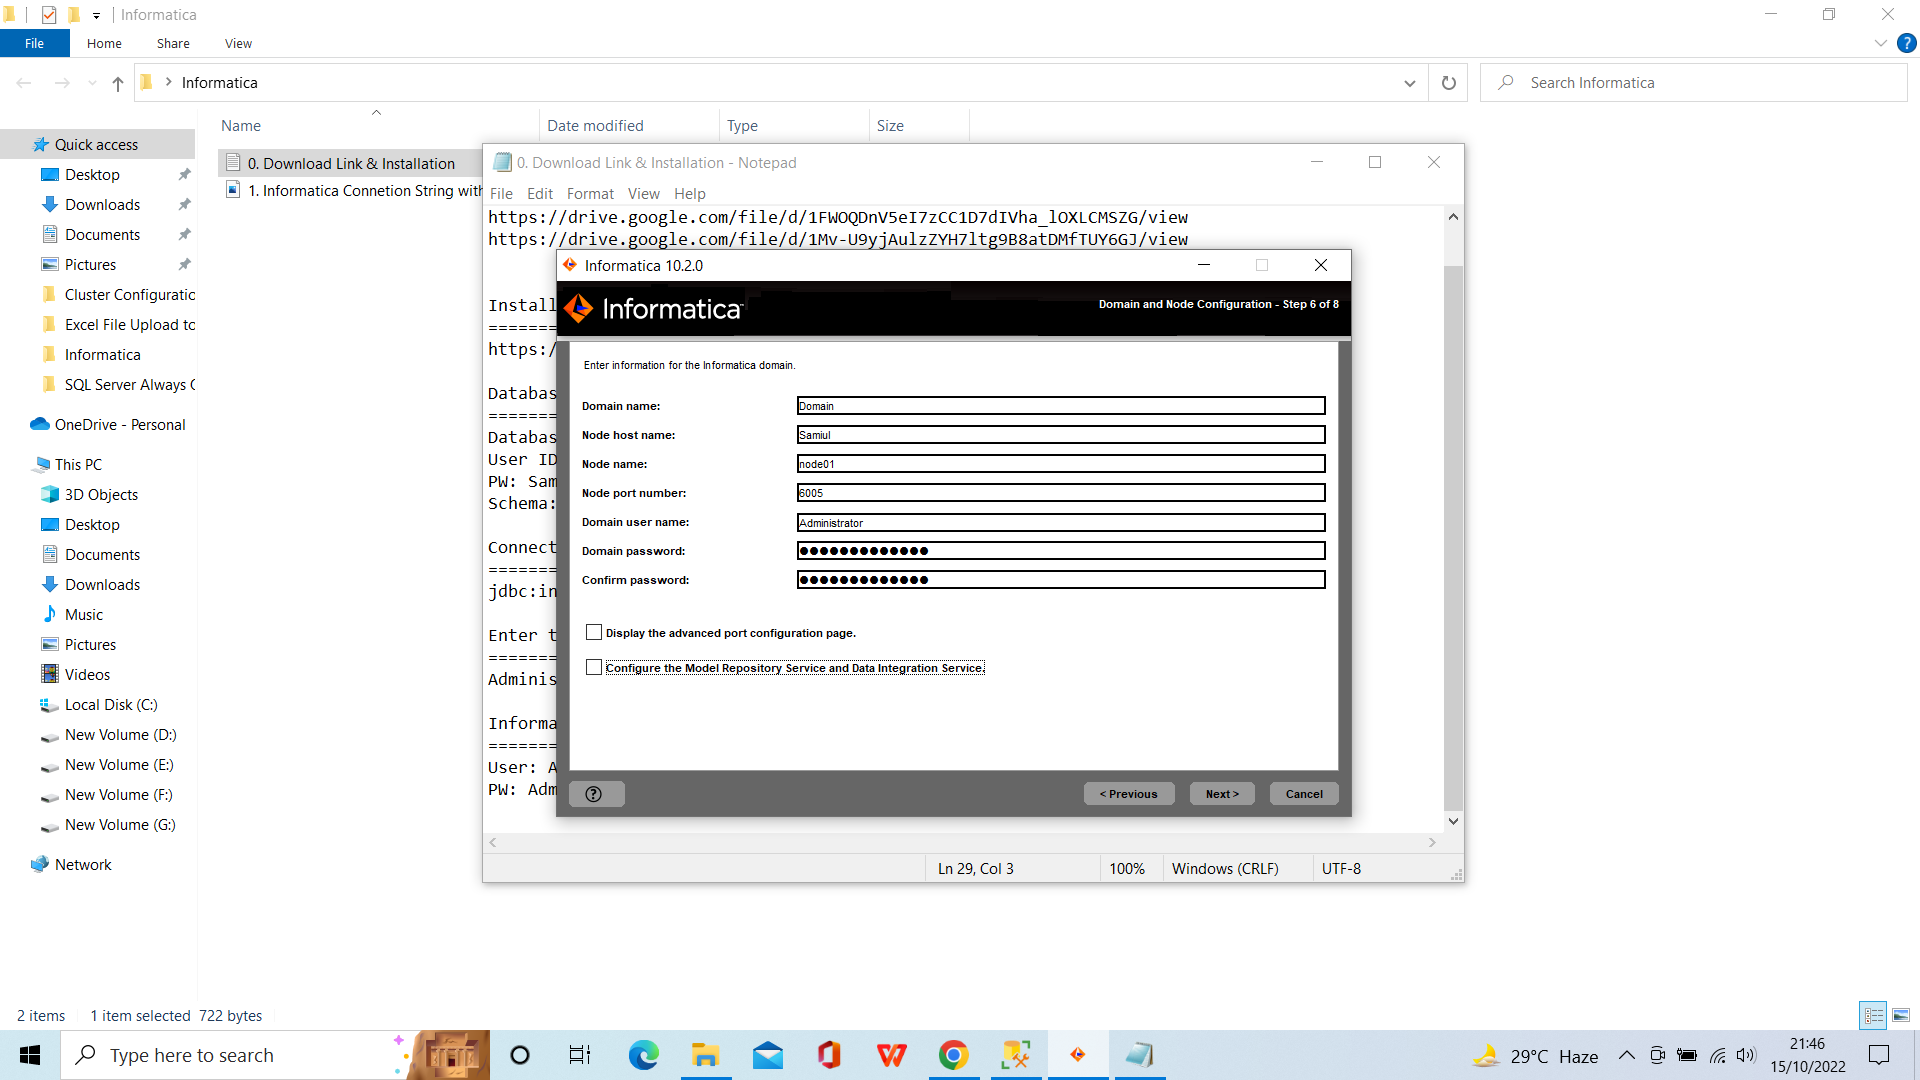 Informatica
File
Home
Share
View
Informatica
Search Informatica
Name
Date modified
Type
Size
Quick access
Desktop
Downloads
Documents
Pictures
Cluster Configuratic
Excel File Upload to
Informatica
SQL Server Always
OneDrive - Personal
This PC
3D Objects
Desktop
Documents
Downloads
Music
Pictures
Videos
Local Disk (C:)
New Volume (D:)
New Volume (E:)
New Volume (F:)
New Volume (G:)
Network
0. Download Link & Installation
1. Informatica Connetion String with
0. Download Link & Installation - Notepad
File Edit Format View Help
https://drive.google.com/file/d/1FWOQDnV5eI7zCC1D7dIVha_lOXLCMSZG/view
https://drive.google.com/file/d/1Mv-U9yjAulzZYH7ltg9B8atDMfTUY6GJ/view
Install
=======
https:/
Databas
=======
Databas
User ID
PW: Sam
Schema:
Connect
=======
jdbc:in
Enter t
=======
Adminis
Informa
=======
User: A
PW: Adm
Informatica 10.2.0
Informatica
Domain and Node Configuration - Step 6 of 8
Enter information for the Informatica domain.
Domain name: Domain
Node host name: Samiul
Node name: node01
Node port number: 6005
Domain user name: Administrator
Domain password: ●●●●●●●●●●●●●
Confirm password: ●●●●●●●●●●●●●
Display the advanced port configuration page.
Configure the Model Repository Service and Data Integration Service.
< Previous
Next >
Cancel
Ln 29, Col 3
100%
Windows (CRLF)
UTF-8
2 items
1 item selected 722 bytes
Type here to search
29°C Haze
21:46
15/10/2022